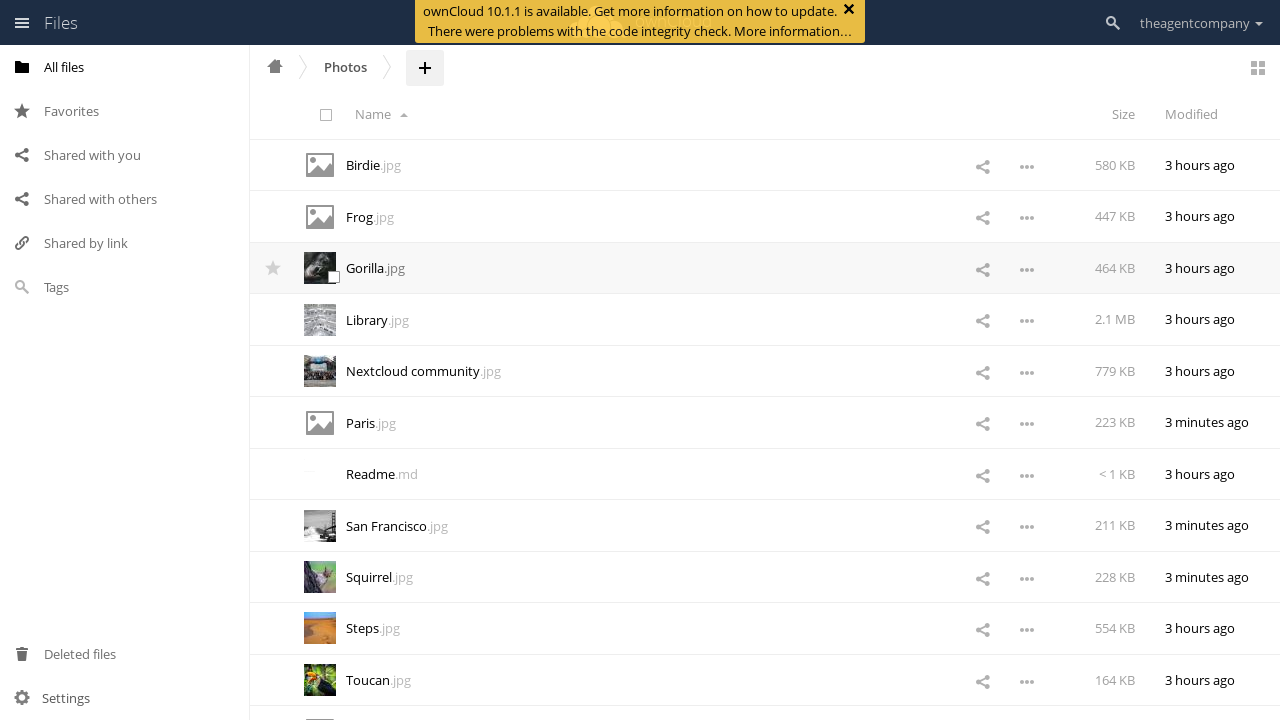 Files
ownCloud 10.1.1 is available. Get more information on how to update.
There were problems with the code integrity check. More information…
theagentcompany
All files
Favorites
Shared with you
Shared with others
Shared by link
Tags
Deleted files
Settings
Photos
Name
Size
Modified
Birdie.jpg 580 KB 3 hours ago
Frog.jpg 447 KB 3 hours ago
Gorilla.jpg 464 KB 3 hours ago
Library.jpg 2.1 MB 3 hours ago
Nextcloud community.jpg 779 KB 3 hours ago
Paris.jpg 223 KB 3 minutes ago
Readme.md < 1 KB 3 hours ago
San Francisco.jpg 211 KB 3 minutes ago
Squirrel.jpg 228 KB 3 minutes ago
Steps.jpg 554 KB 3 hours ago
Toucan.jpg 164 KB 3 hours ago